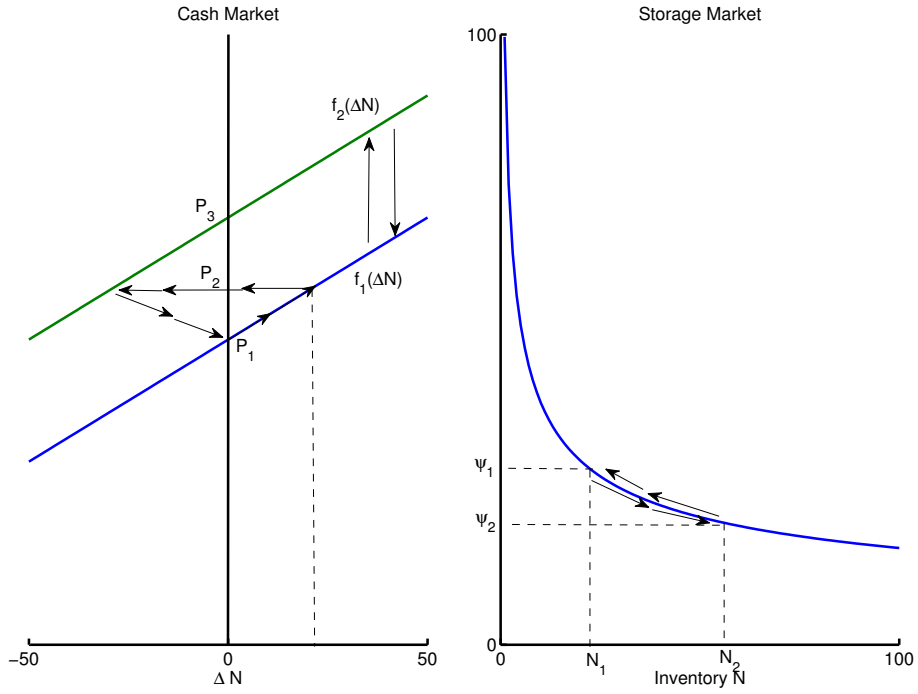 Cash Market
f₂(ΔN)
P₃
P₂
f₁(ΔN)
P₁
−50
0
50
Δ N
Storage Market
100
ψ₁
ψ₂
0
0
N₁
N₂
100
Inventory N